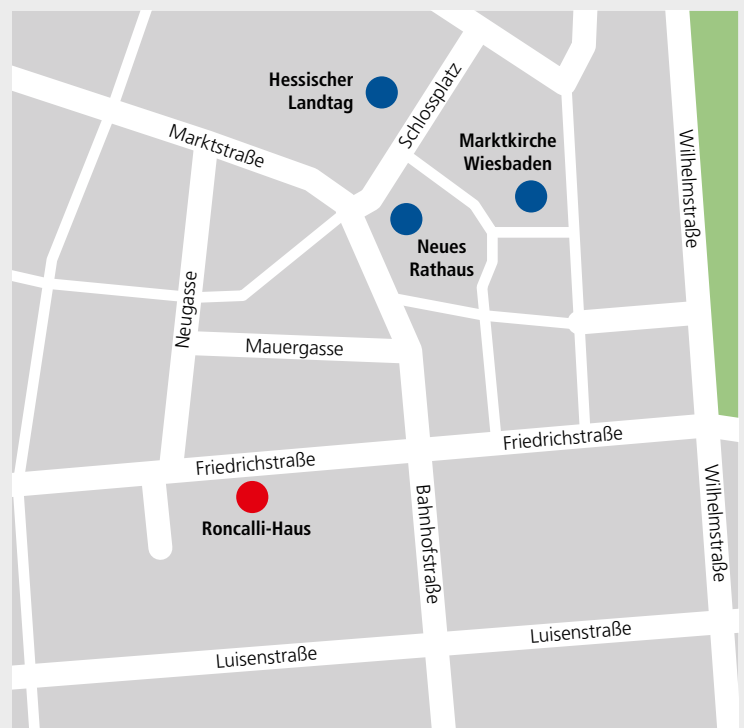 Hessischer
Landtag
Schlossplatz
Marktstraße
Marktkirche
Wiesbaden
Wilhelmstraße
Neues
Rathaus
Neugasse
Mauergasse
Friedrichstraße
Friedrichstraße
Roncalli-Haus
Bahnhofstraße
Wilhelmstraße
Luisenstraße
Luisenstraße